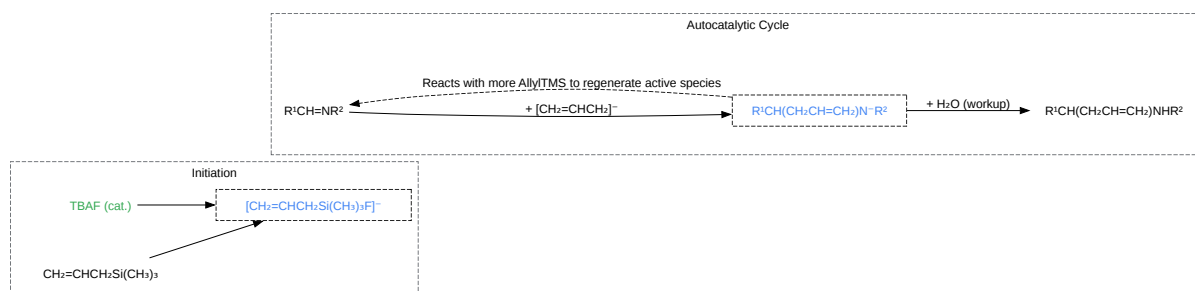 Autocatalytic Cycle
Reacts with more AllylTMS to regenerate active species
R¹CH=NR²
+ [CH₂=CHCH₂]⁻
R¹CH(CH₂CH=CH₂)N⁻R²
+ H₂O (workup)
R¹CH(CH₂CH=CH₂)NHR²
Initiation
TBAF (cat.)
[CH₂=CHCH₂Si(CH₃)₃F]⁻
CH₂=CHCH₂Si(CH₃)₃